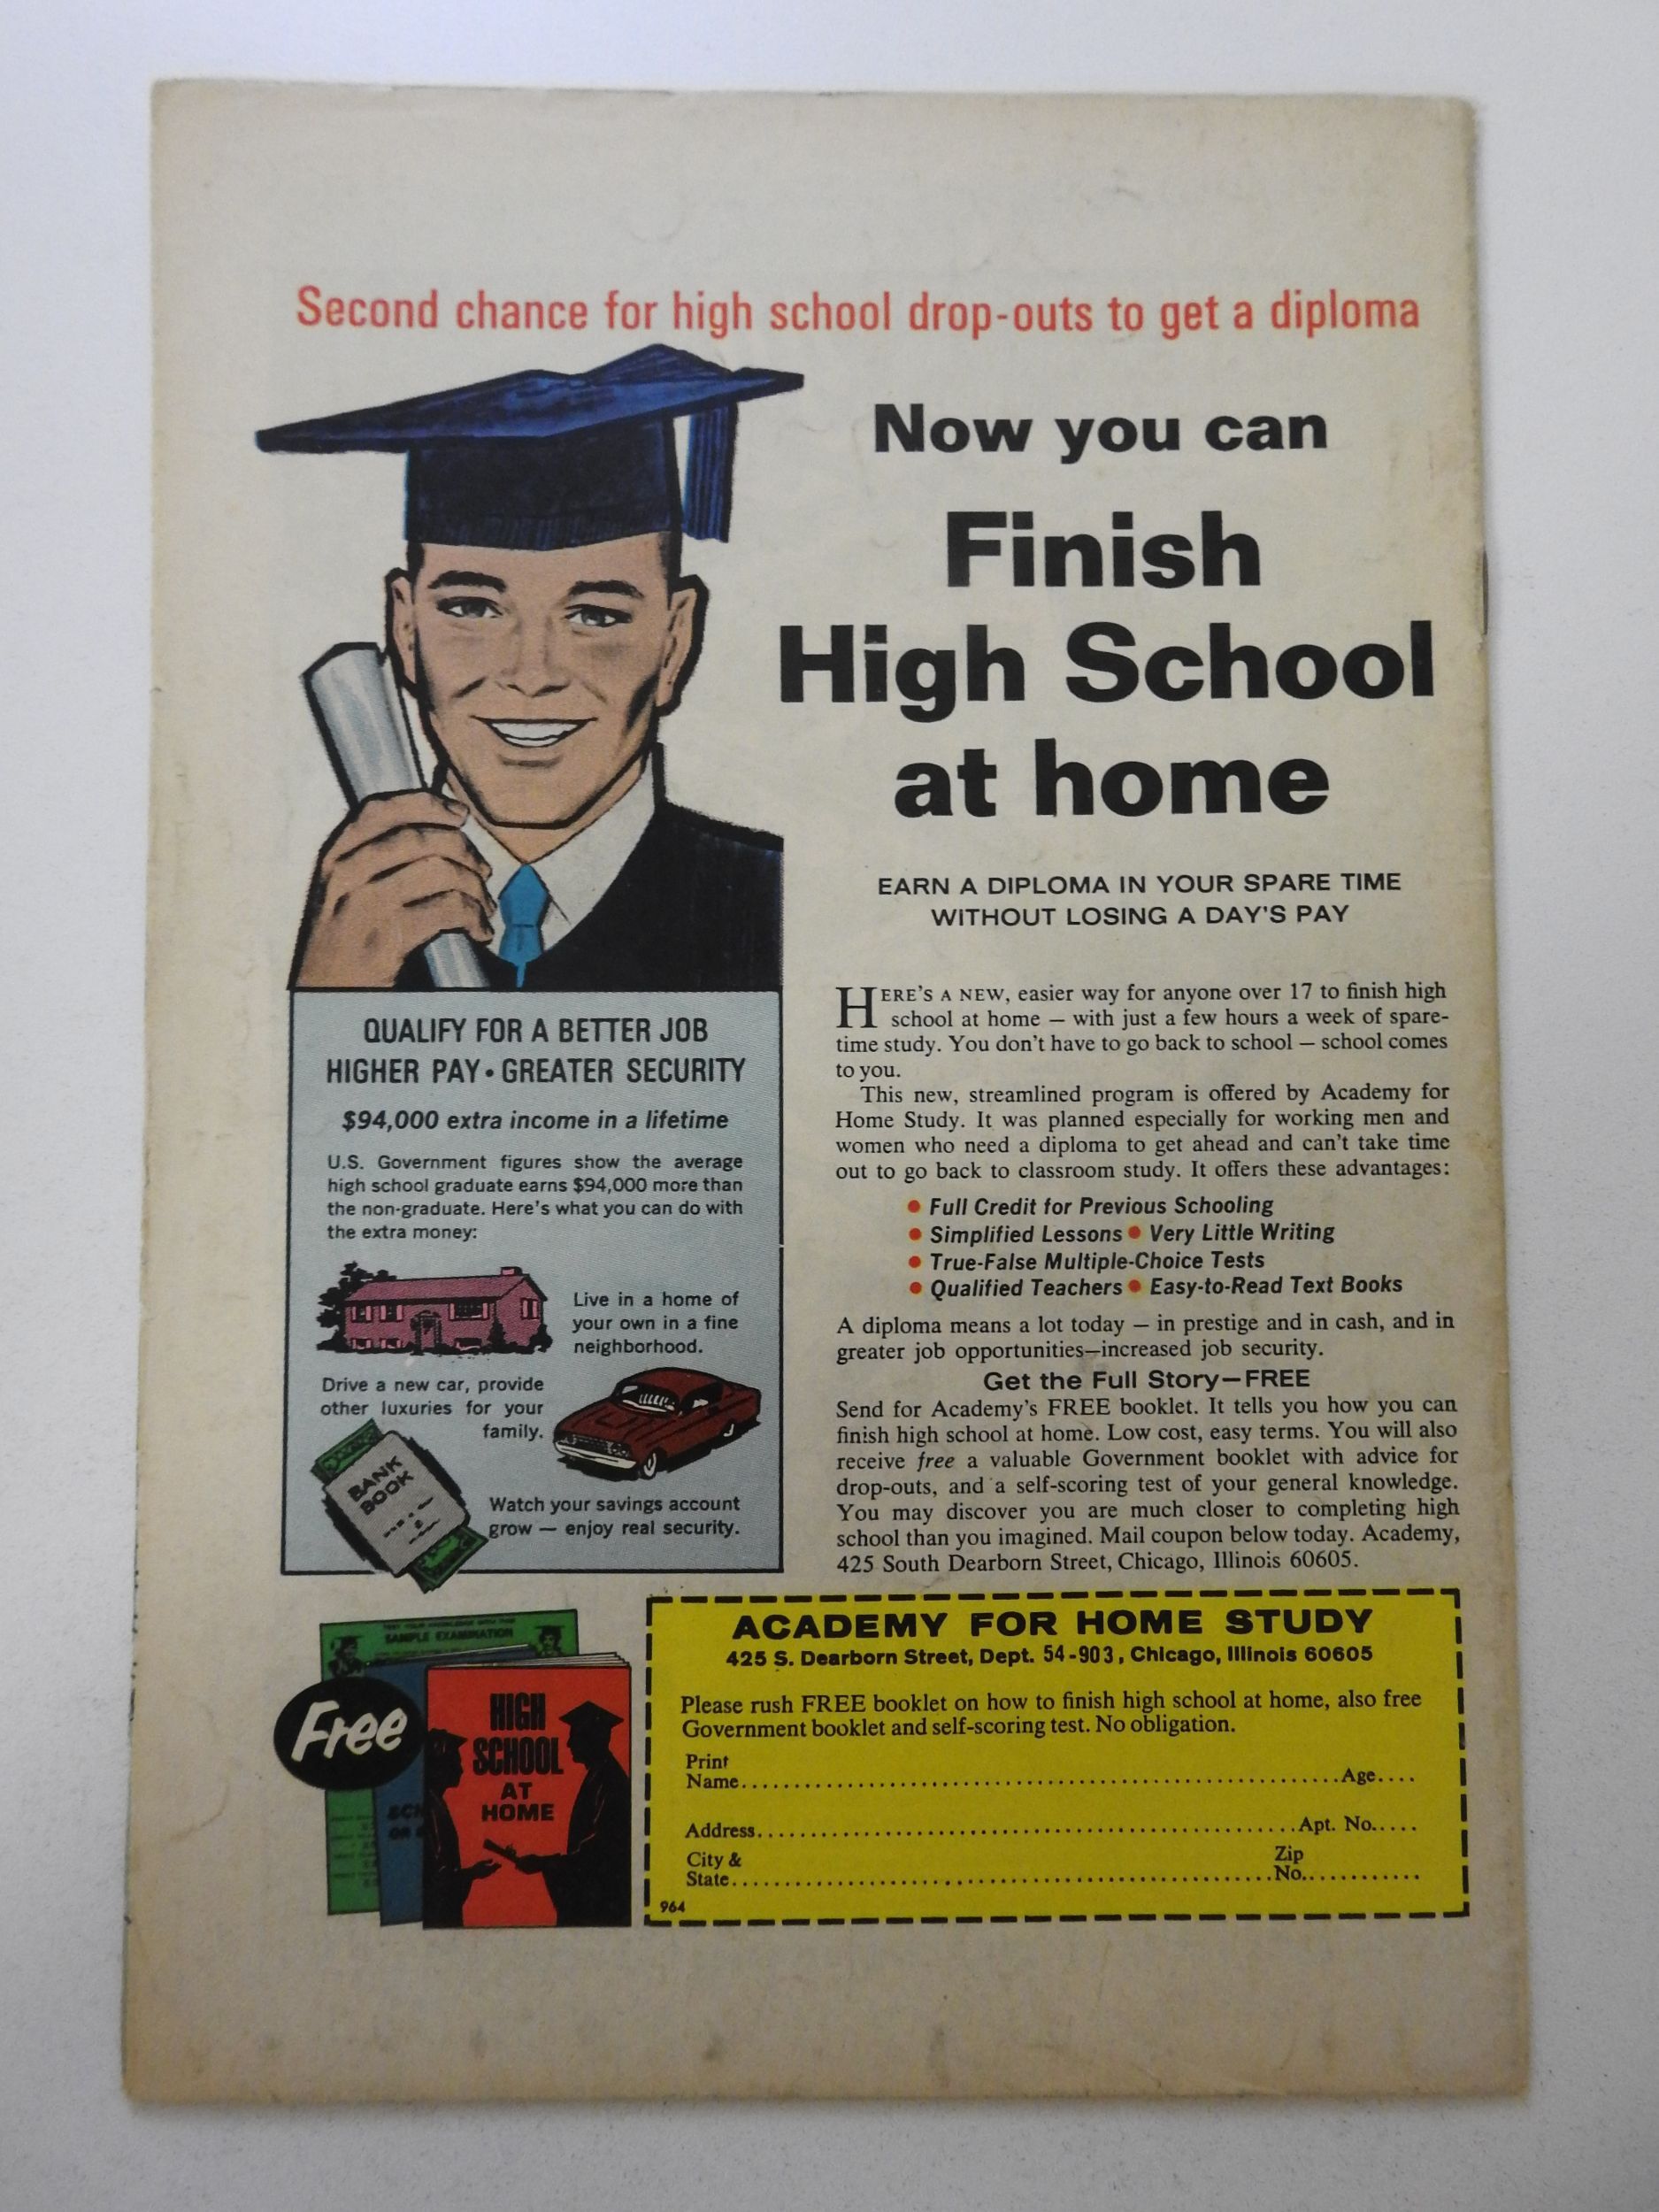 Second chance for high school drop-outs to get a diploma
Now you can
Finish
High School
at home
EARN A DIPLOMA IN YOUR SPARE TIME
WITHOUT LOSING A DAY'S PAY
HERE'S A NEW, easier way for anyone over 17 to finish high
school at home — with just a few hours a week of spare-
time study. You don't have to go back to school — school comes
to you.
This new, streamlined program is offered by Academy for
Home Study. It was planned especially for working men and
women who need a diploma to get ahead and can't take time
out to go back to classroom study. It offers these advantages:
• Full Credit for Previous Schooling
• Simplified Lessons • Very Little Writing
• True-False Multiple-Choice Tests
• Qualified Teachers • Easy-to-Read Text Books
A diploma means a lot today — in prestige and in cash, and in
greater job opportunities—increased job security.
Get the Full Story—FREE
Send for Academy's FREE booklet. It tells you how you can
finish high school at home. Low cost, easy terms. You will also
receive free a valuable Government booklet with advice for
drop-outs, and a self-scoring test of your general knowledge.
You may discover you are much closer to completing high
school than you imagined. Mail coupon below today. Academy,
425 South Dearborn Street, Chicago, Illinois 60605.
QUALIFY FOR A BETTER JOB
HIGHER PAY • GREATER SECURITY
$94,000 extra income in a lifetime
U.S. Government figures show the average
high school graduate earns $94,000 more than
the non-graduate. Here's what you can do with
the extra money:
Live in a home of
your own in a fine
neighborhood.
Drive a new car, provide
other luxuries for your
family.
BANK
BOOK
Watch your savings account
grow — enjoy real security.
SAMPLE EXAMINATION
Free
HIGH
SCHOOL
AT
HOME
ACADEMY FOR HOME STUDY
425 S. Dearborn Street, Dept. 54-903, Chicago, Illinois 60605
Please rush FREE booklet on how to finish high school at home, also free
Government booklet and self-scoring test. No obligation.
Print
Name.................................................Age....
Address.............................................Apt. No.....
City & Zip
State.............................................No............
964